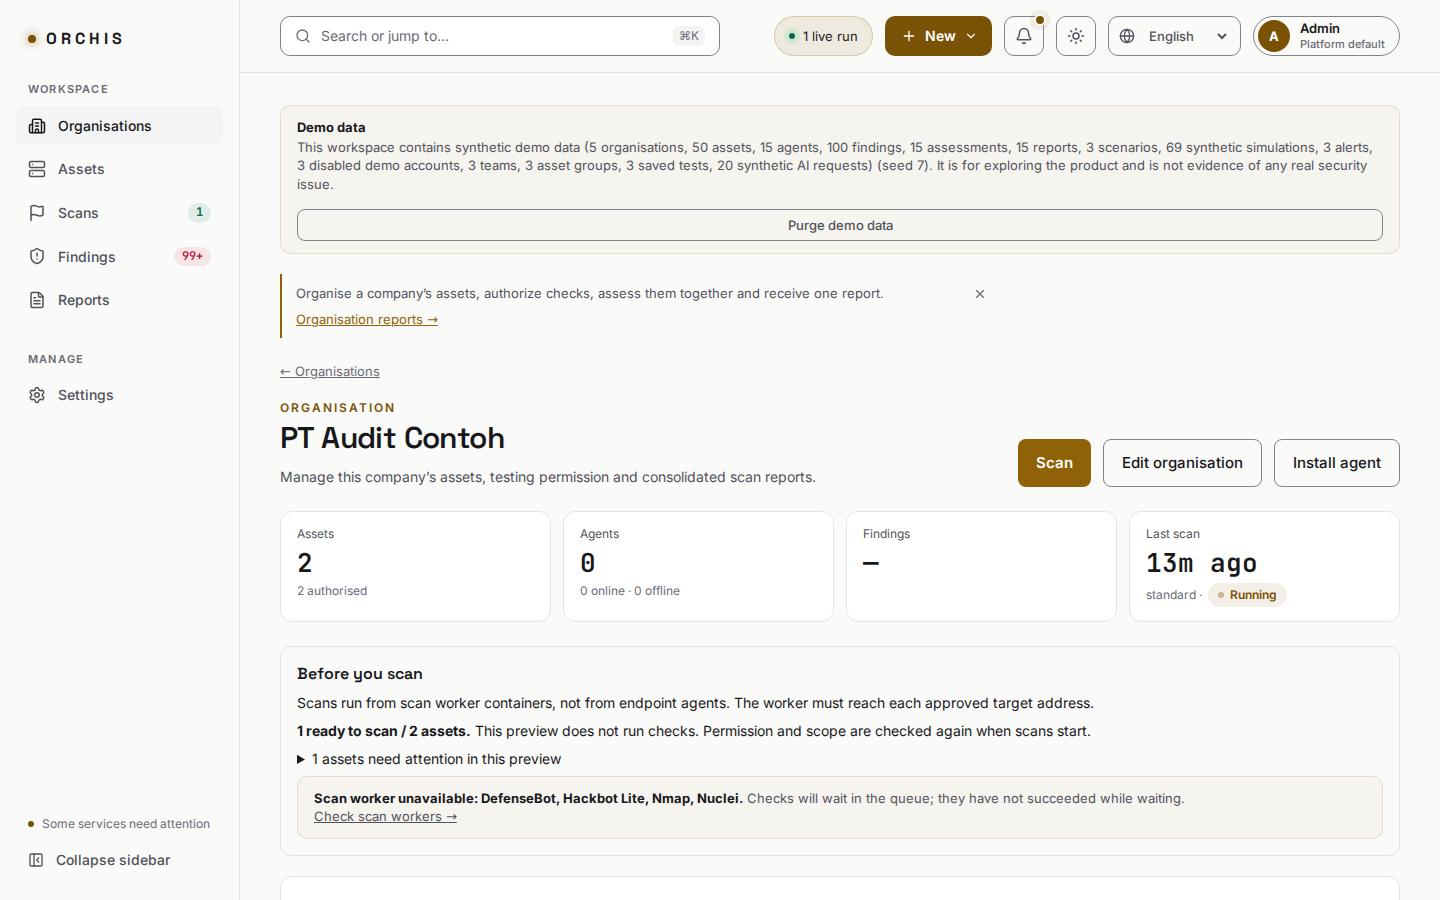 ORCHIS
Search or jump to...
⌘K
1 live run
New
English
A
Admin
Platform default
WORKSPACE
Organisations
Assets
Scans
1
Findings
99+
Reports
MANAGE
Settings
Some services need attention
Collapse sidebar
Demo data
This workspace contains synthetic demo data (5 organisations, 50 assets, 15 agents, 100 findings, 15 assessments, 15 reports, 3 scenarios, 69 synthetic simulations, 3 alerts,
3 disabled demo accounts, 3 teams, 3 asset groups, 3 saved tests, 20 synthetic AI requests) (seed 7). It is for exploring the product and is not evidence of any real security
issue.
Purge demo data
Organise a company’s assets, authorize checks, assess them together and receive one report.
Organisation reports →
← Organisations
ORGANISATION
PT Audit Contoh
Manage this company’s assets, testing permission and consolidated scan reports.
Scan
Edit organisation
Install agent
Assets
2
2 authorised
Agents
0
0 online · 0 offline
Findings
—
Last scan
13m ago
standard · Running
Before you scan
Scans run from scan worker containers, not from endpoint agents. The worker must reach each approved target address.
1 ready to scan / 2 assets. This preview does not run checks. Permission and scope are checked again when scans start.
1 assets need attention in this preview
Scan worker unavailable: DefenseBot, Hackbot Lite, Nmap, Nuclei. Checks will wait in the queue; they have not succeeded while waiting.
Check scan workers →